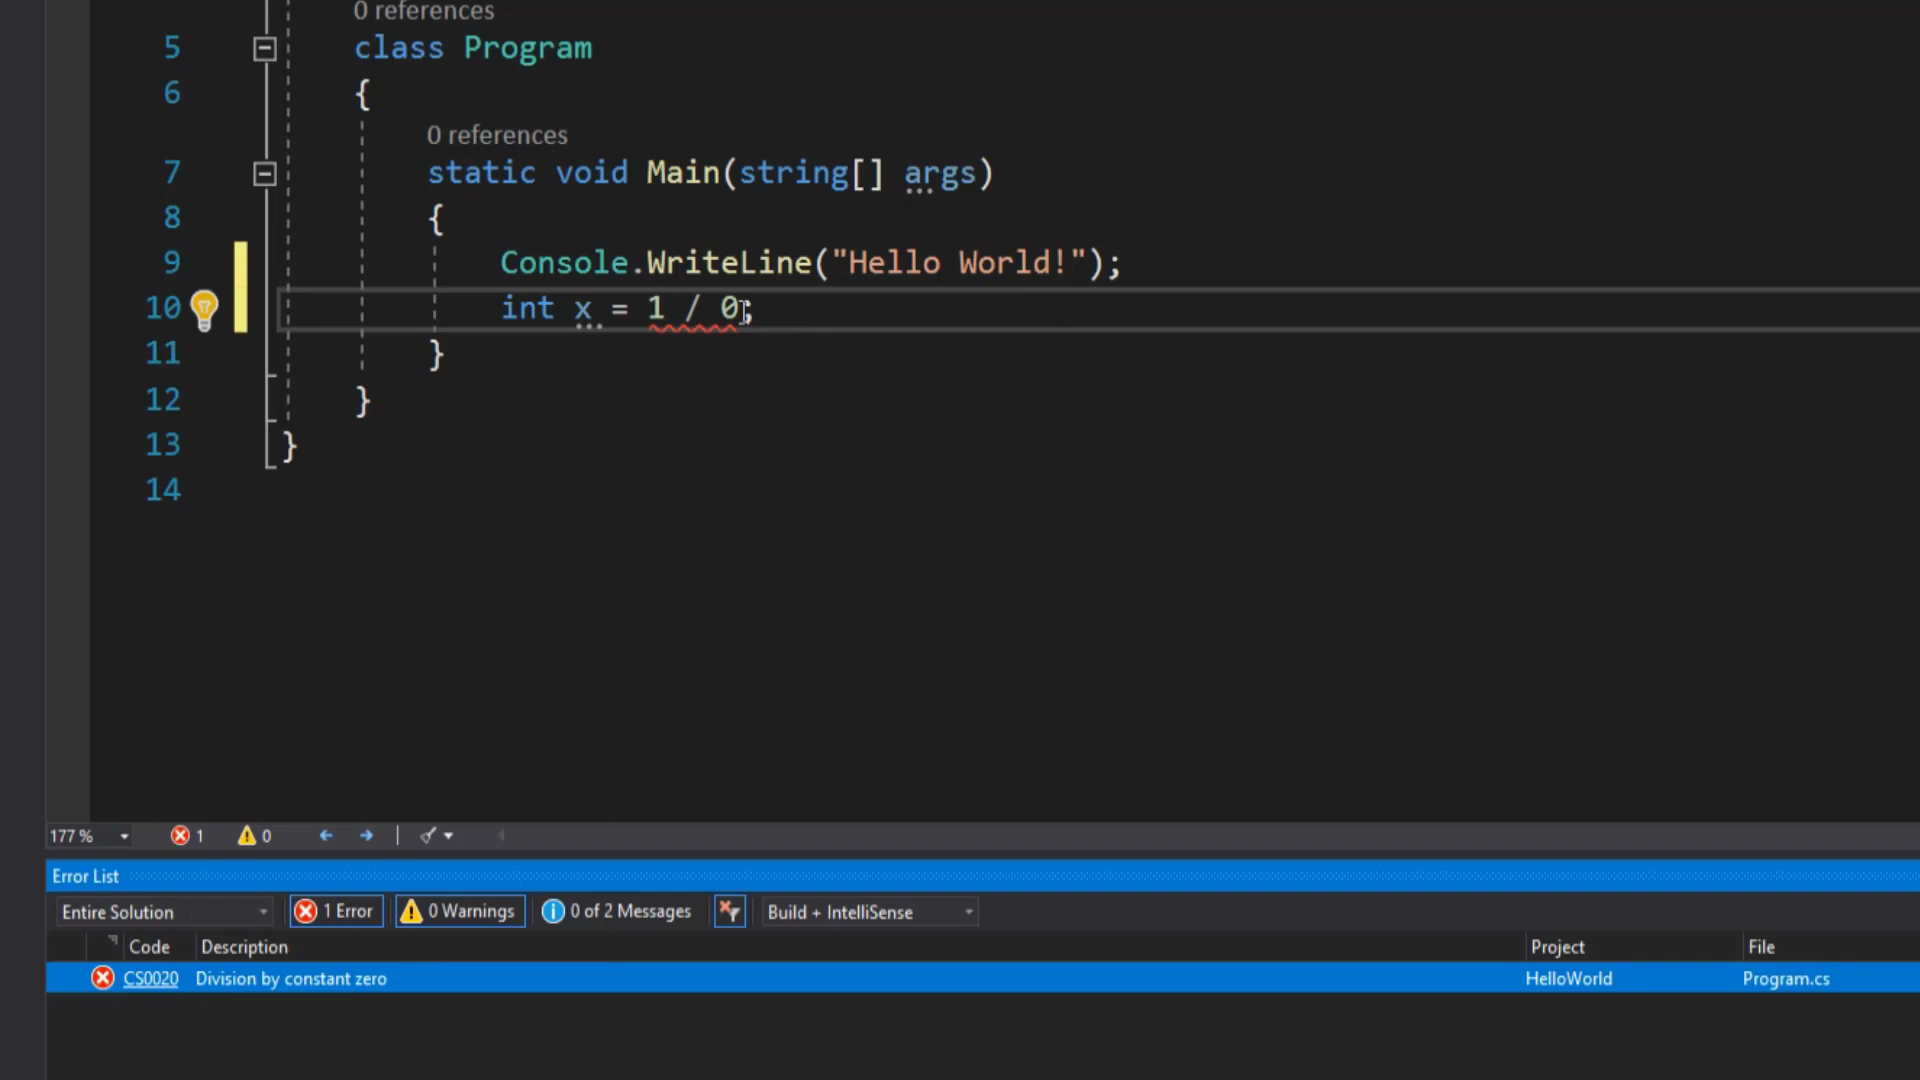 0 references
5 class Program
6 {
0 references
7 static void Main(string[] args)
8 {
9 Console.WriteLine("Hello World!");
10 int x = 1 / 0;
11 }
12 }
13 }
14
177 % 1 0
Error List
Entire Solution 1 Error 0 Warnings 0 of 2 Messages Build + IntelliSense
Code Description Project File
CS0020 Division by constant zero HelloWorld Program.cs